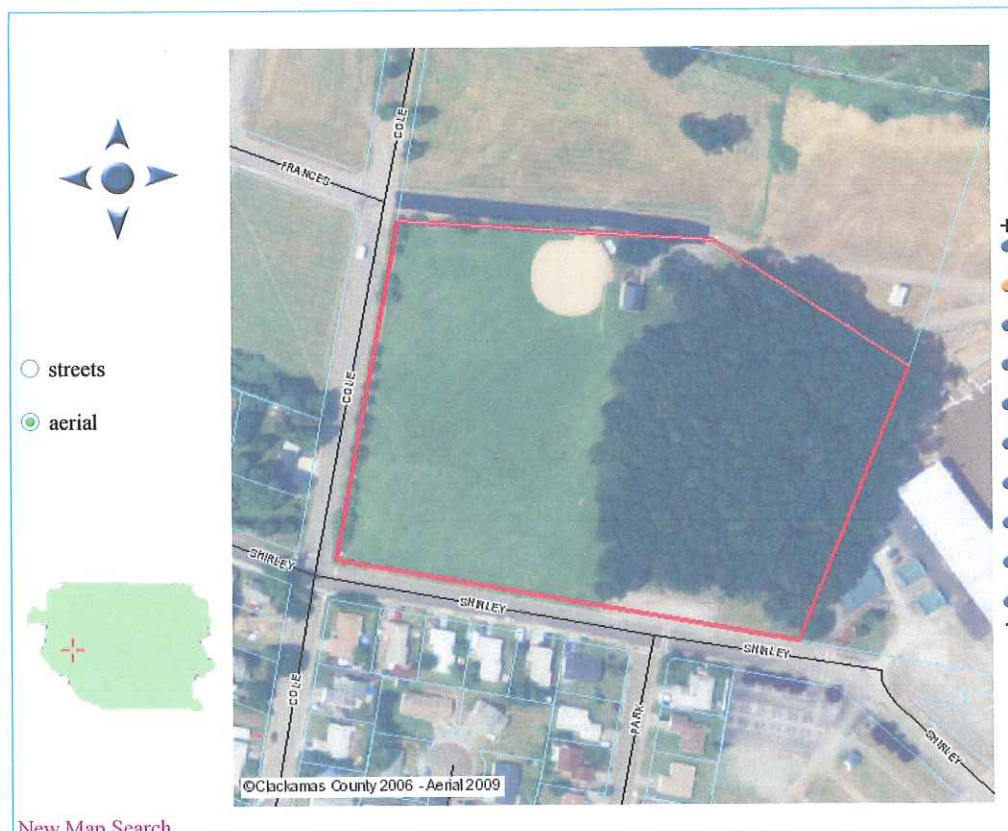 COLE
FRANCES
streets
COLE
aerial
SHIRLEY
SHIRLEY
SHIRLEY
COLE
PARK
SHIRLEY
©Clackamas County 2006 - Aerial 2009
New Map Search